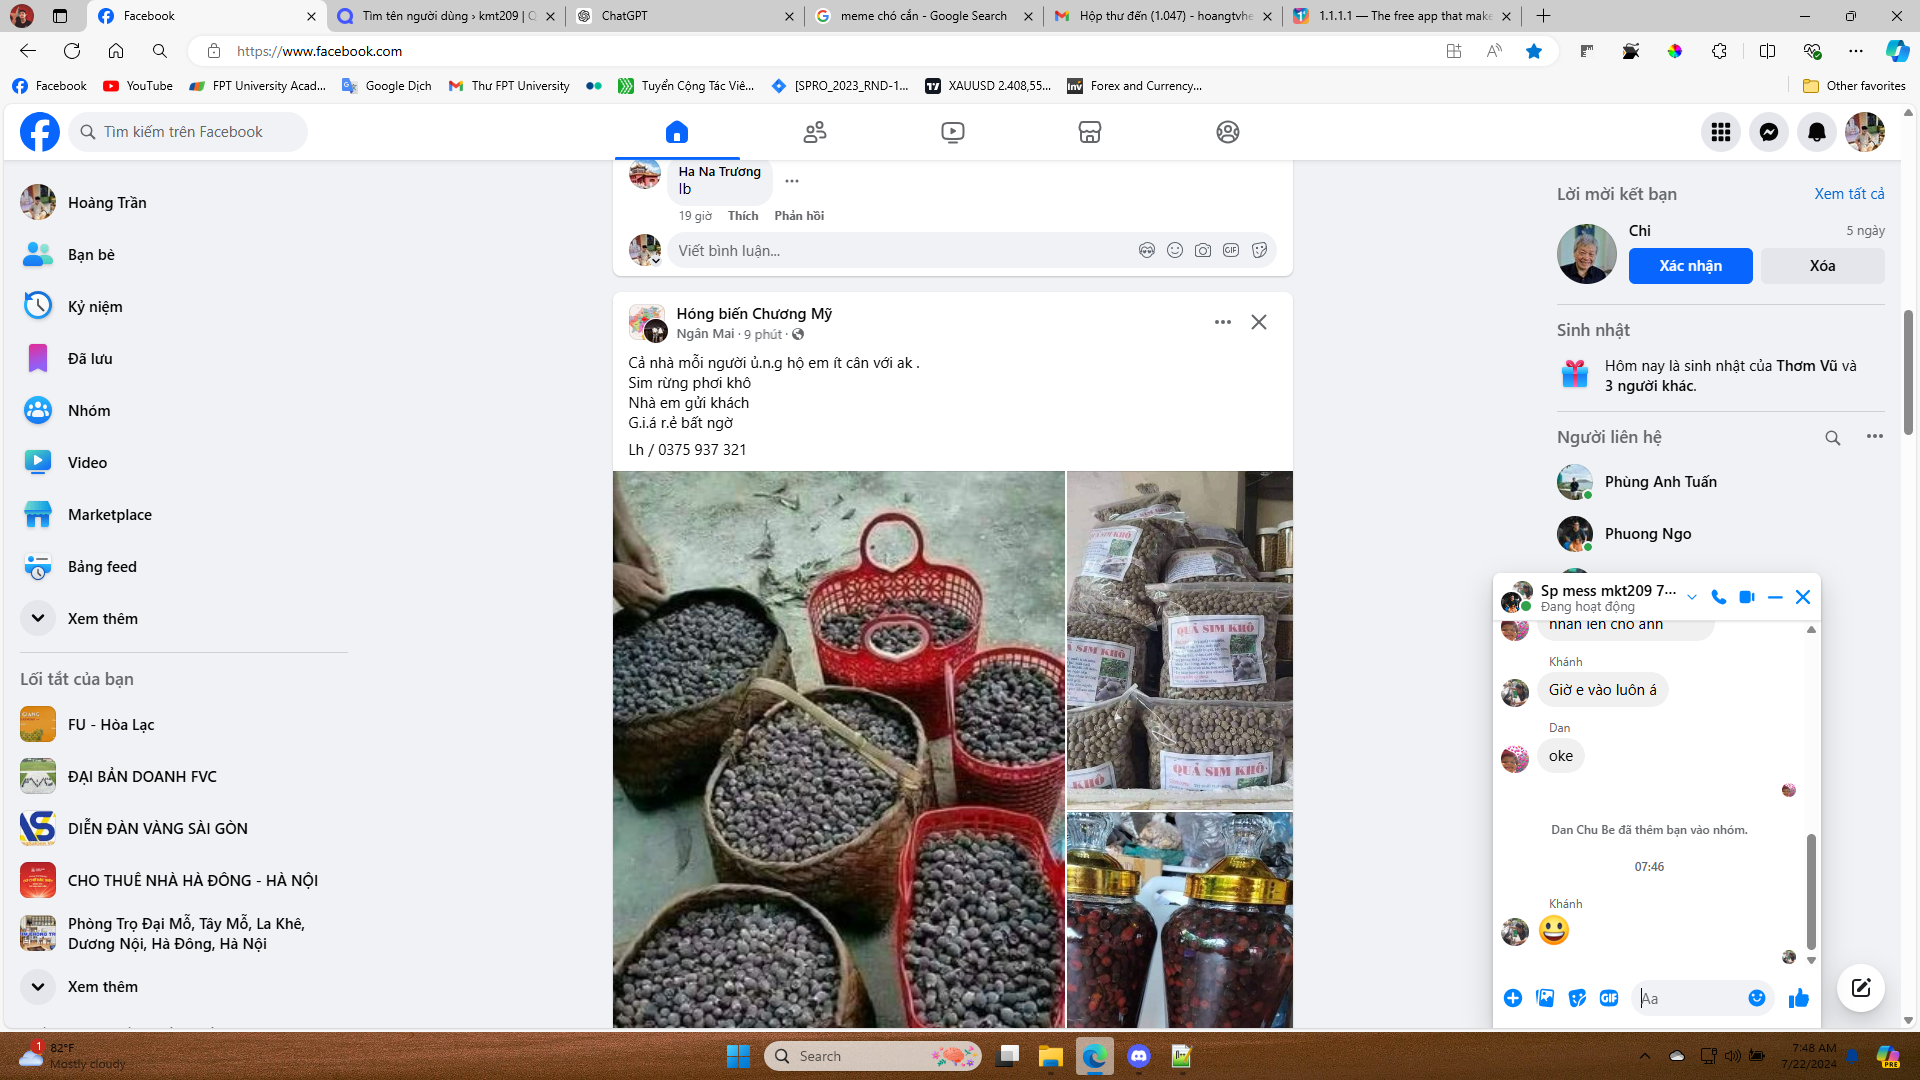 Facebook
Tìm tên người dùng › kmt209 | Q
ChatGPT
meme chó cắn - Google Search
Hộp thư đến (1.047) - hoangtvhe
1.1.1.1 — The free app that make
https://www.facebook.com
Facebook
YouTube
FPT University Acad...
Google Dịch
Thư FPT University
Tuyển Cộng Tác Viê...
[SPRO_2023_RND-1...
XAUUSD 2.408,55...
Forex and Currency...
Other favorites
Tìm kiếm trên Facebook
Hoàng Trần
Bạn bè
Kỷ niệm
Đã lưu
Nhóm
Video
Marketplace
Bảng feed
Xem thêm
Lối tắt của bạn
FU - Hòa Lạc
ĐẠI BẢN DOANH FVC
DIỄN ĐÀN VÀNG SÀI GÒN
CHO THUÊ NHÀ HÀ ĐÔNG - HÀ NỘI
Phòng Trọ Đại Mỗ, Tây Mỗ, La Khê,
Dương Nội, Hà Đông, Hà Nội
Xem thêm
Ha Na Trương
Ib
19 giờ Thích Phản hồi
Viết bình luận...
GIF
Hóng biến Chương Mỹ
Ngân Mai · 9 phút ·
Cả nhà mỗi người ủ.n.g hộ em ít cân với ak .
Sim rừng phơi khô
Nhà em gửi khách
G.i.á r.ẻ bất ngờ
Lh / 0375 937 321
QUẢ SIM KHÔ
QUẢ SIM KHÔ
Lời mời kết bạn
Xem tất cả
Chi
5 ngày
Xác nhận
Xóa
Sinh nhật
Hôm nay là sinh nhật của Thơm Vũ và
3 người khác.
Người liên hệ
Phùng Anh Tuấn
Phuong Ngo
Sp mess mkt209 7...
Đang hoạt động
nhắn lên cho anh
Khánh
Giờ e vào luôn á
Dan
oke
Dan Chu Be đã thêm bạn vào nhóm.
07:46
Khánh
GIF
Aa
1
82°F
Mostly cloudy
Search
7:48 AM
7/22/2024
PRE